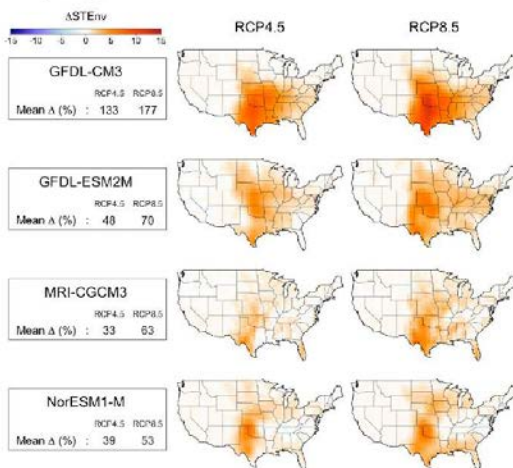 ΔSTEnv
-15 -10 -5 0 5 10 15
RCP4.5 RCP8.5
GFDL-CM3
RCP4.5 RCP8.5
Mean Δ (%) : 133 177
GFDL-ESM2M
RCP4.5 RCP8.5
Mean Δ (%) : 48 70
MRI-CGCM3
RCP4.5 RCP8.5
Mean Δ (%) : 33 63
NorESM1-M
RCP4.5 RCP8.5
Mean Δ (%) : 39 53